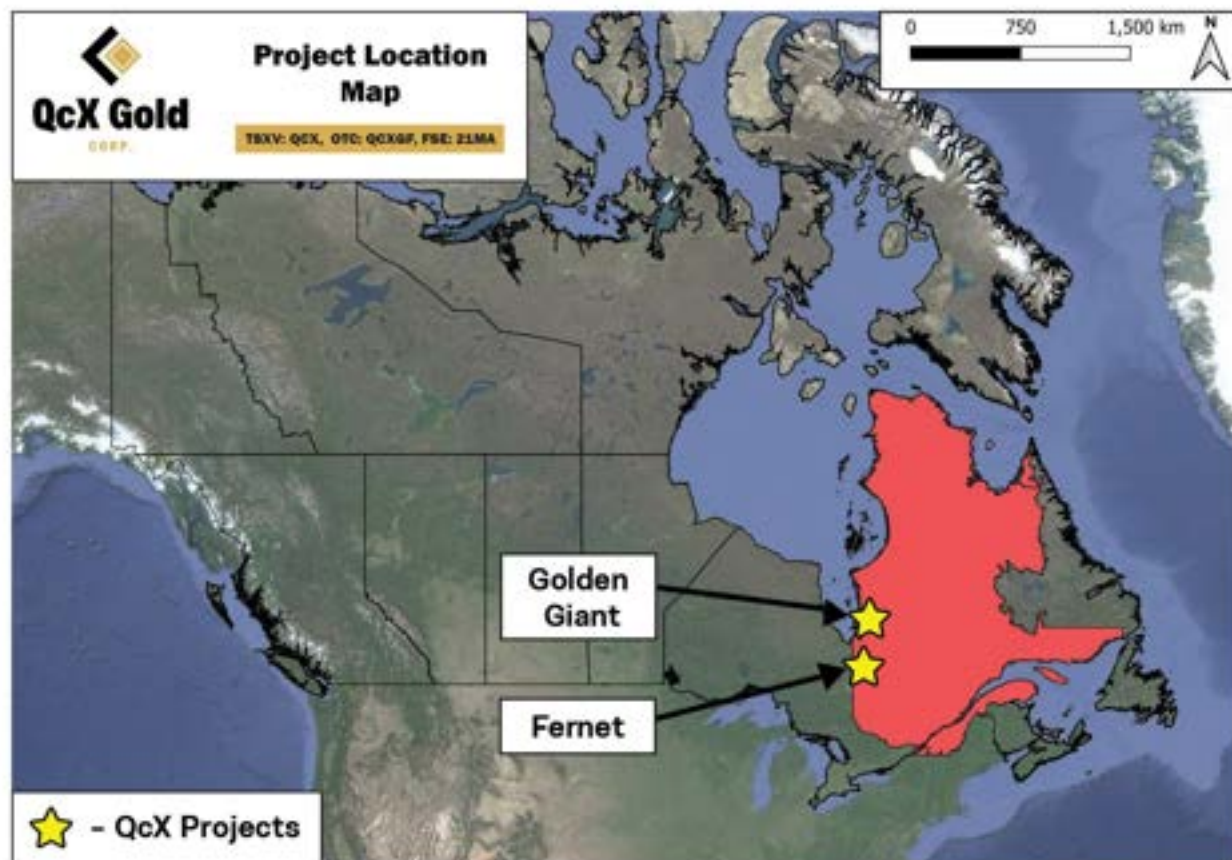 QcX Gold
CORP.
Project Location
Map
TSXV: QCX, OTC: QCXGF, FSE: 21MA
0 750 1,500 km
N
Golden
Giant
Fernet
- QcX Projects